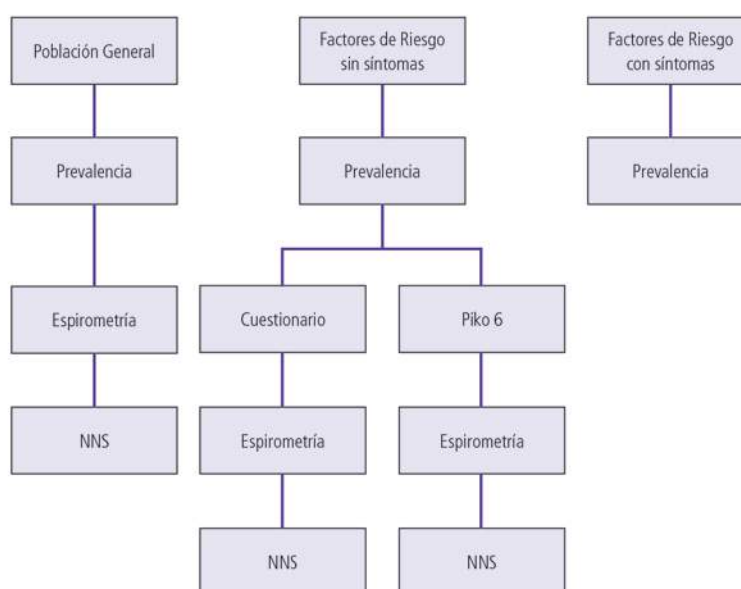 Población General
Factores de Riesgo
sin síntomas
Factores de Riesgo
con síntomas
Prevalencia
Prevalencia
Prevalencia
Espirometría
Cuestionario
Piko 6
NNS
Espirometría
Espirometría
NNS
NNS